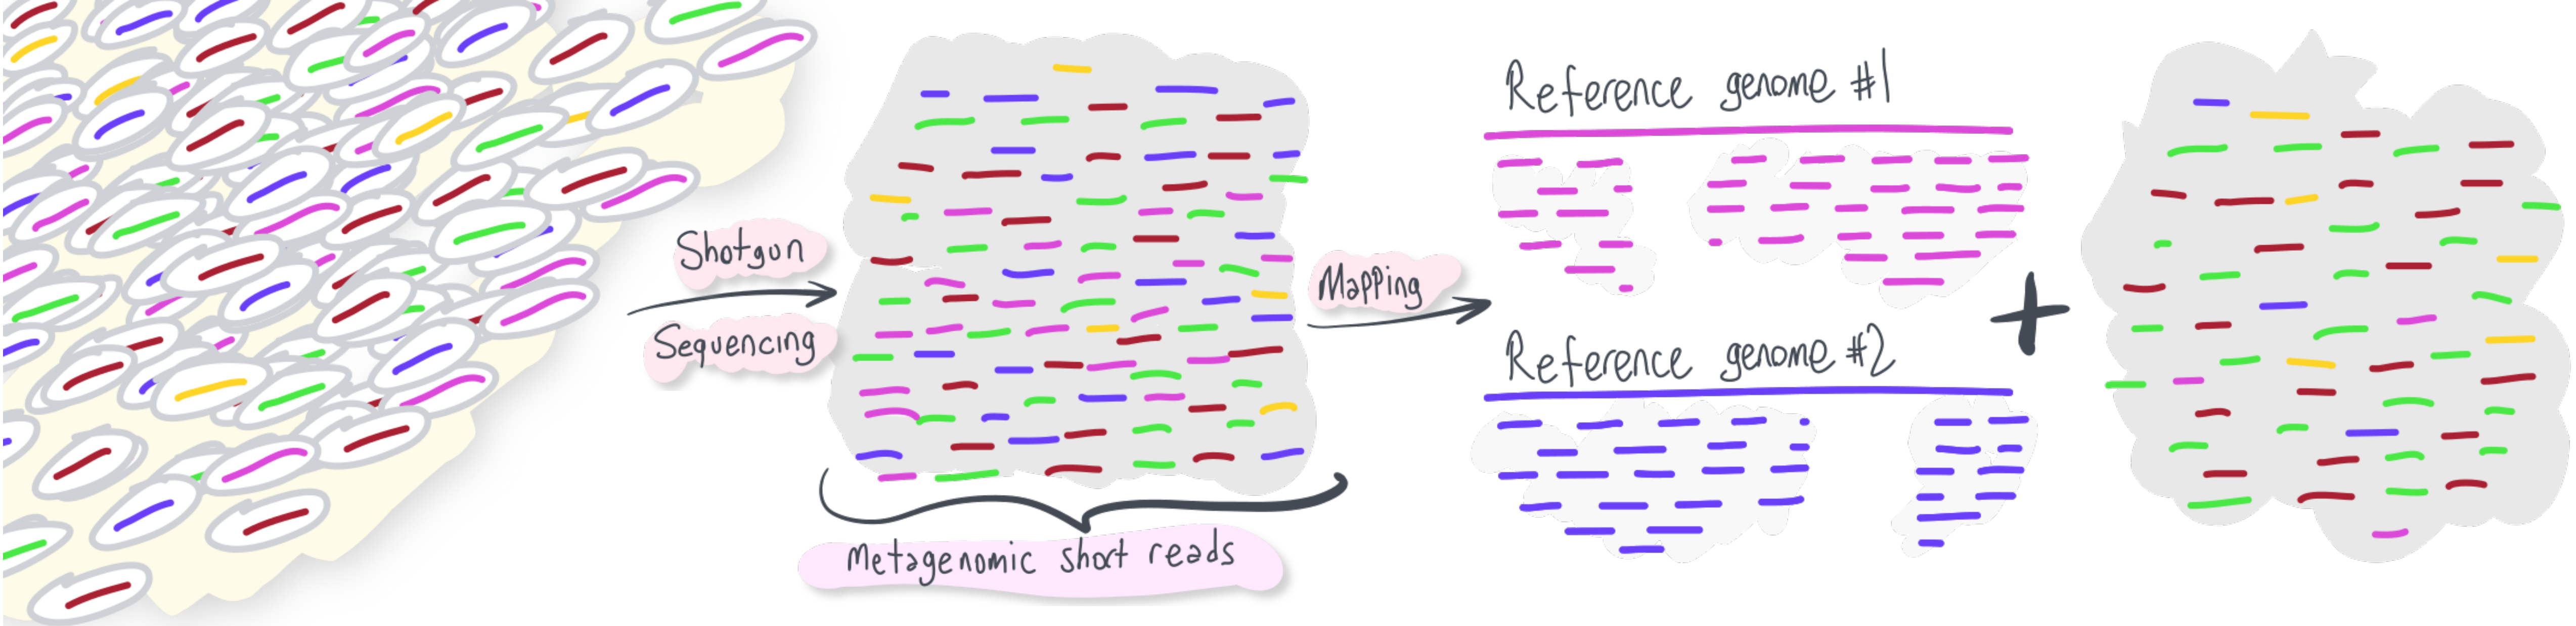 Shotgun
Sequencing
Metagenomic short reads
Mapping
Reference genome #1
Reference genome #2
+